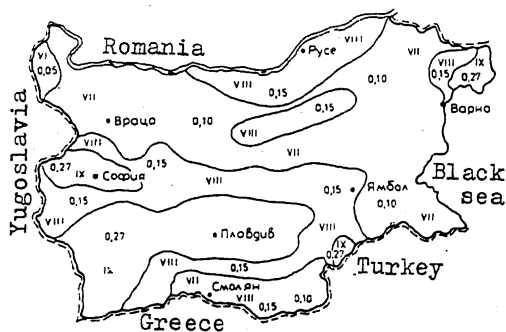 Romania
VI
0,05
VII
VIII
0,15
Русе
VIII
VII
0,10
VIII
0,15
IX
0,27
Варна
Враца
0,10
0,15
VIII
VII
VIII
0,27
IX
София
0,15
0,15
VIII
VIII
0,15
Ямбол
0,10
VII
Black
sea
Yugoslavia
0,27
Пловдив
IX
VIII
0,15
VIII
IX
0,27
Turkey
VII
Смолян
VIII
0,15
0,10
Greece